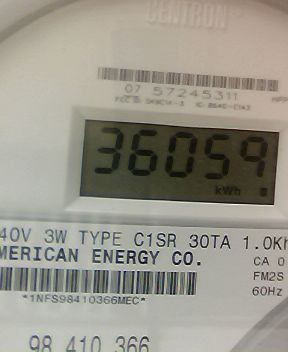 CENTRON
07 57245311
36059
kWh
40V 3W TYPE C1SR 30TA 1.0Kh
MERICAN ENERGY CO.
CA 0
FM2S
60Hz
*1NFS98410366MEC*
98 410 366